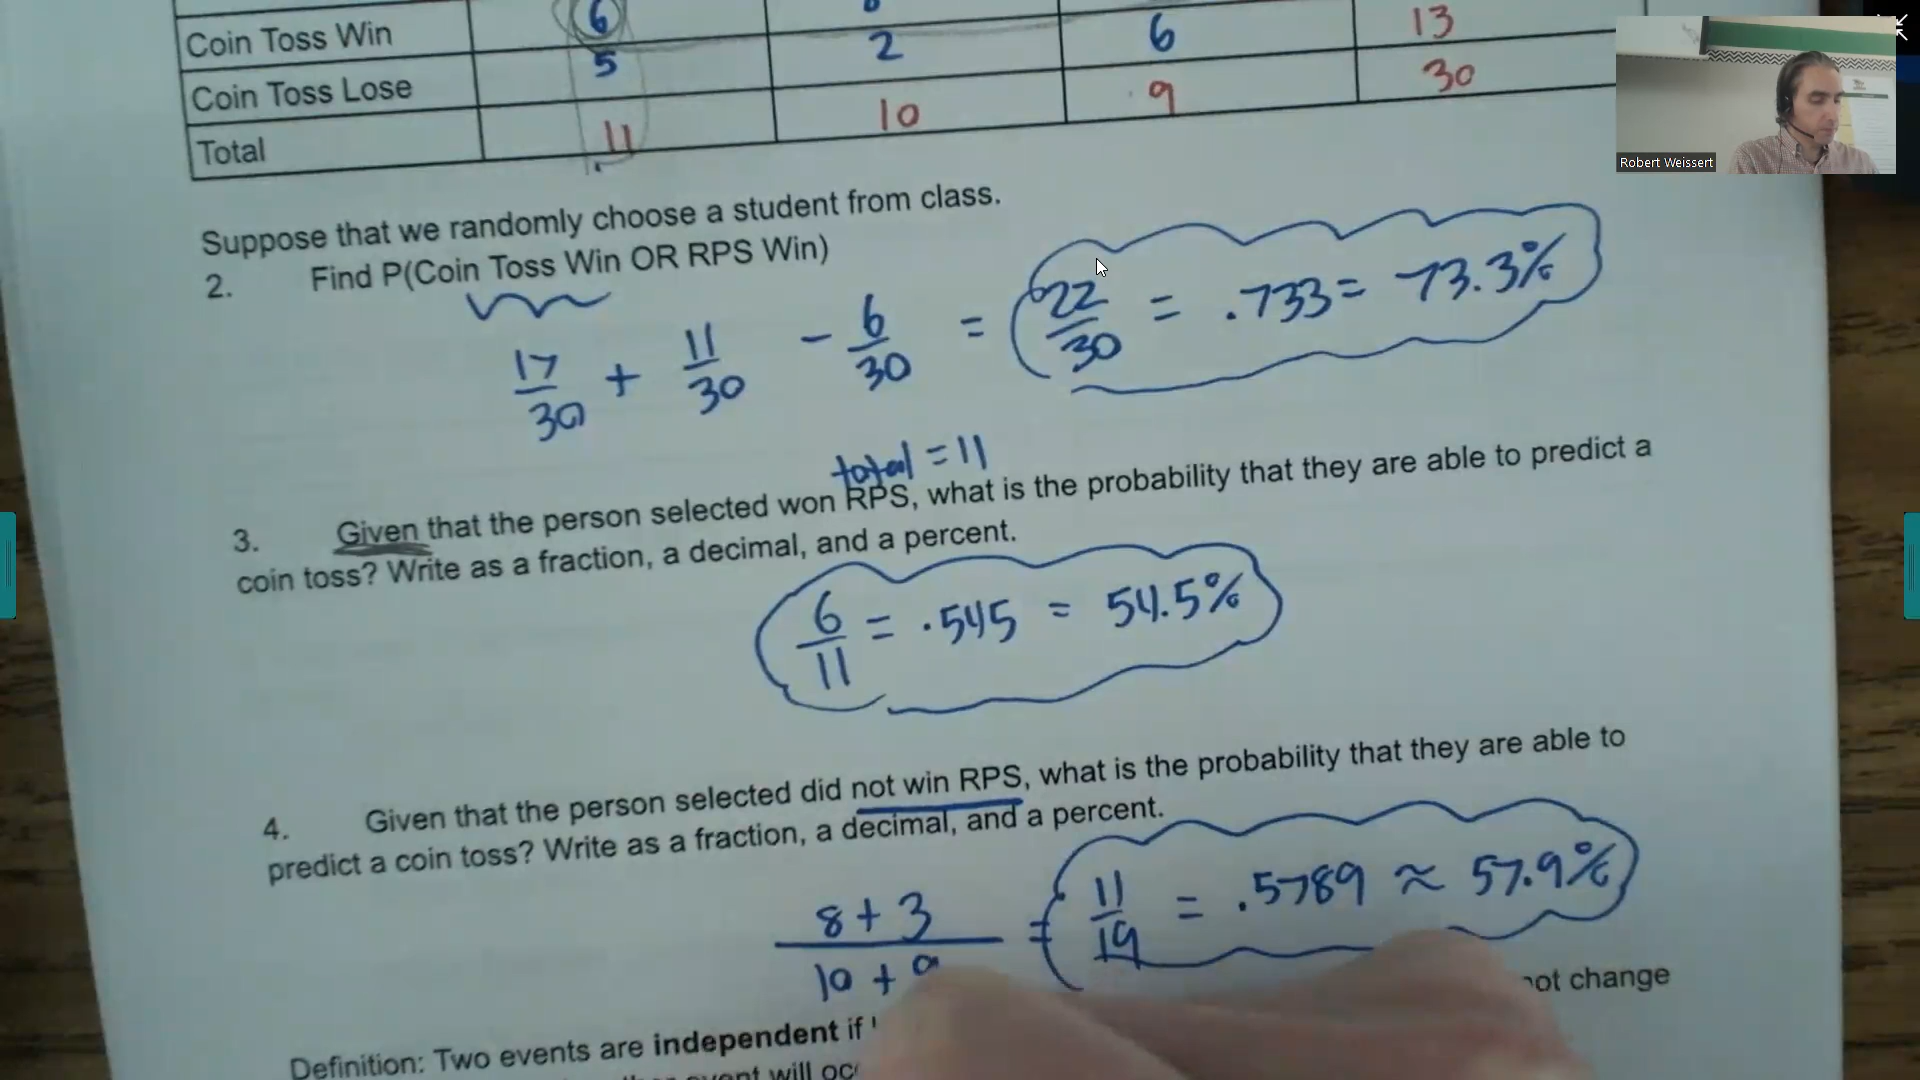 Coin Toss Win 6 6 13
Coin Toss Lose 5 2 9 30
Total 11 10
Robert Weissert
Suppose that we randomly choose a student from class.
2. Find P(Coin Toss Win OR RPS Win)
17/30 + 11/30 - 6/30 = 22/30 = .733 = 73.3%
total = 11
3. Given that the person selected won RPS, what is the probability that they are able to predict a
coin toss? Write as a fraction, a decimal, and a percent.
6/11 = .545 = 54.5%
4. Given that the person selected did not win RPS, what is the probability that they are able to
predict a coin toss? Write as a fraction, a decimal, and a percent.
8 + 3 / 10 + 9 = 11/19 = .5789 ≈ 57.9%
not change
Definition: Two events are independent if
event will occ